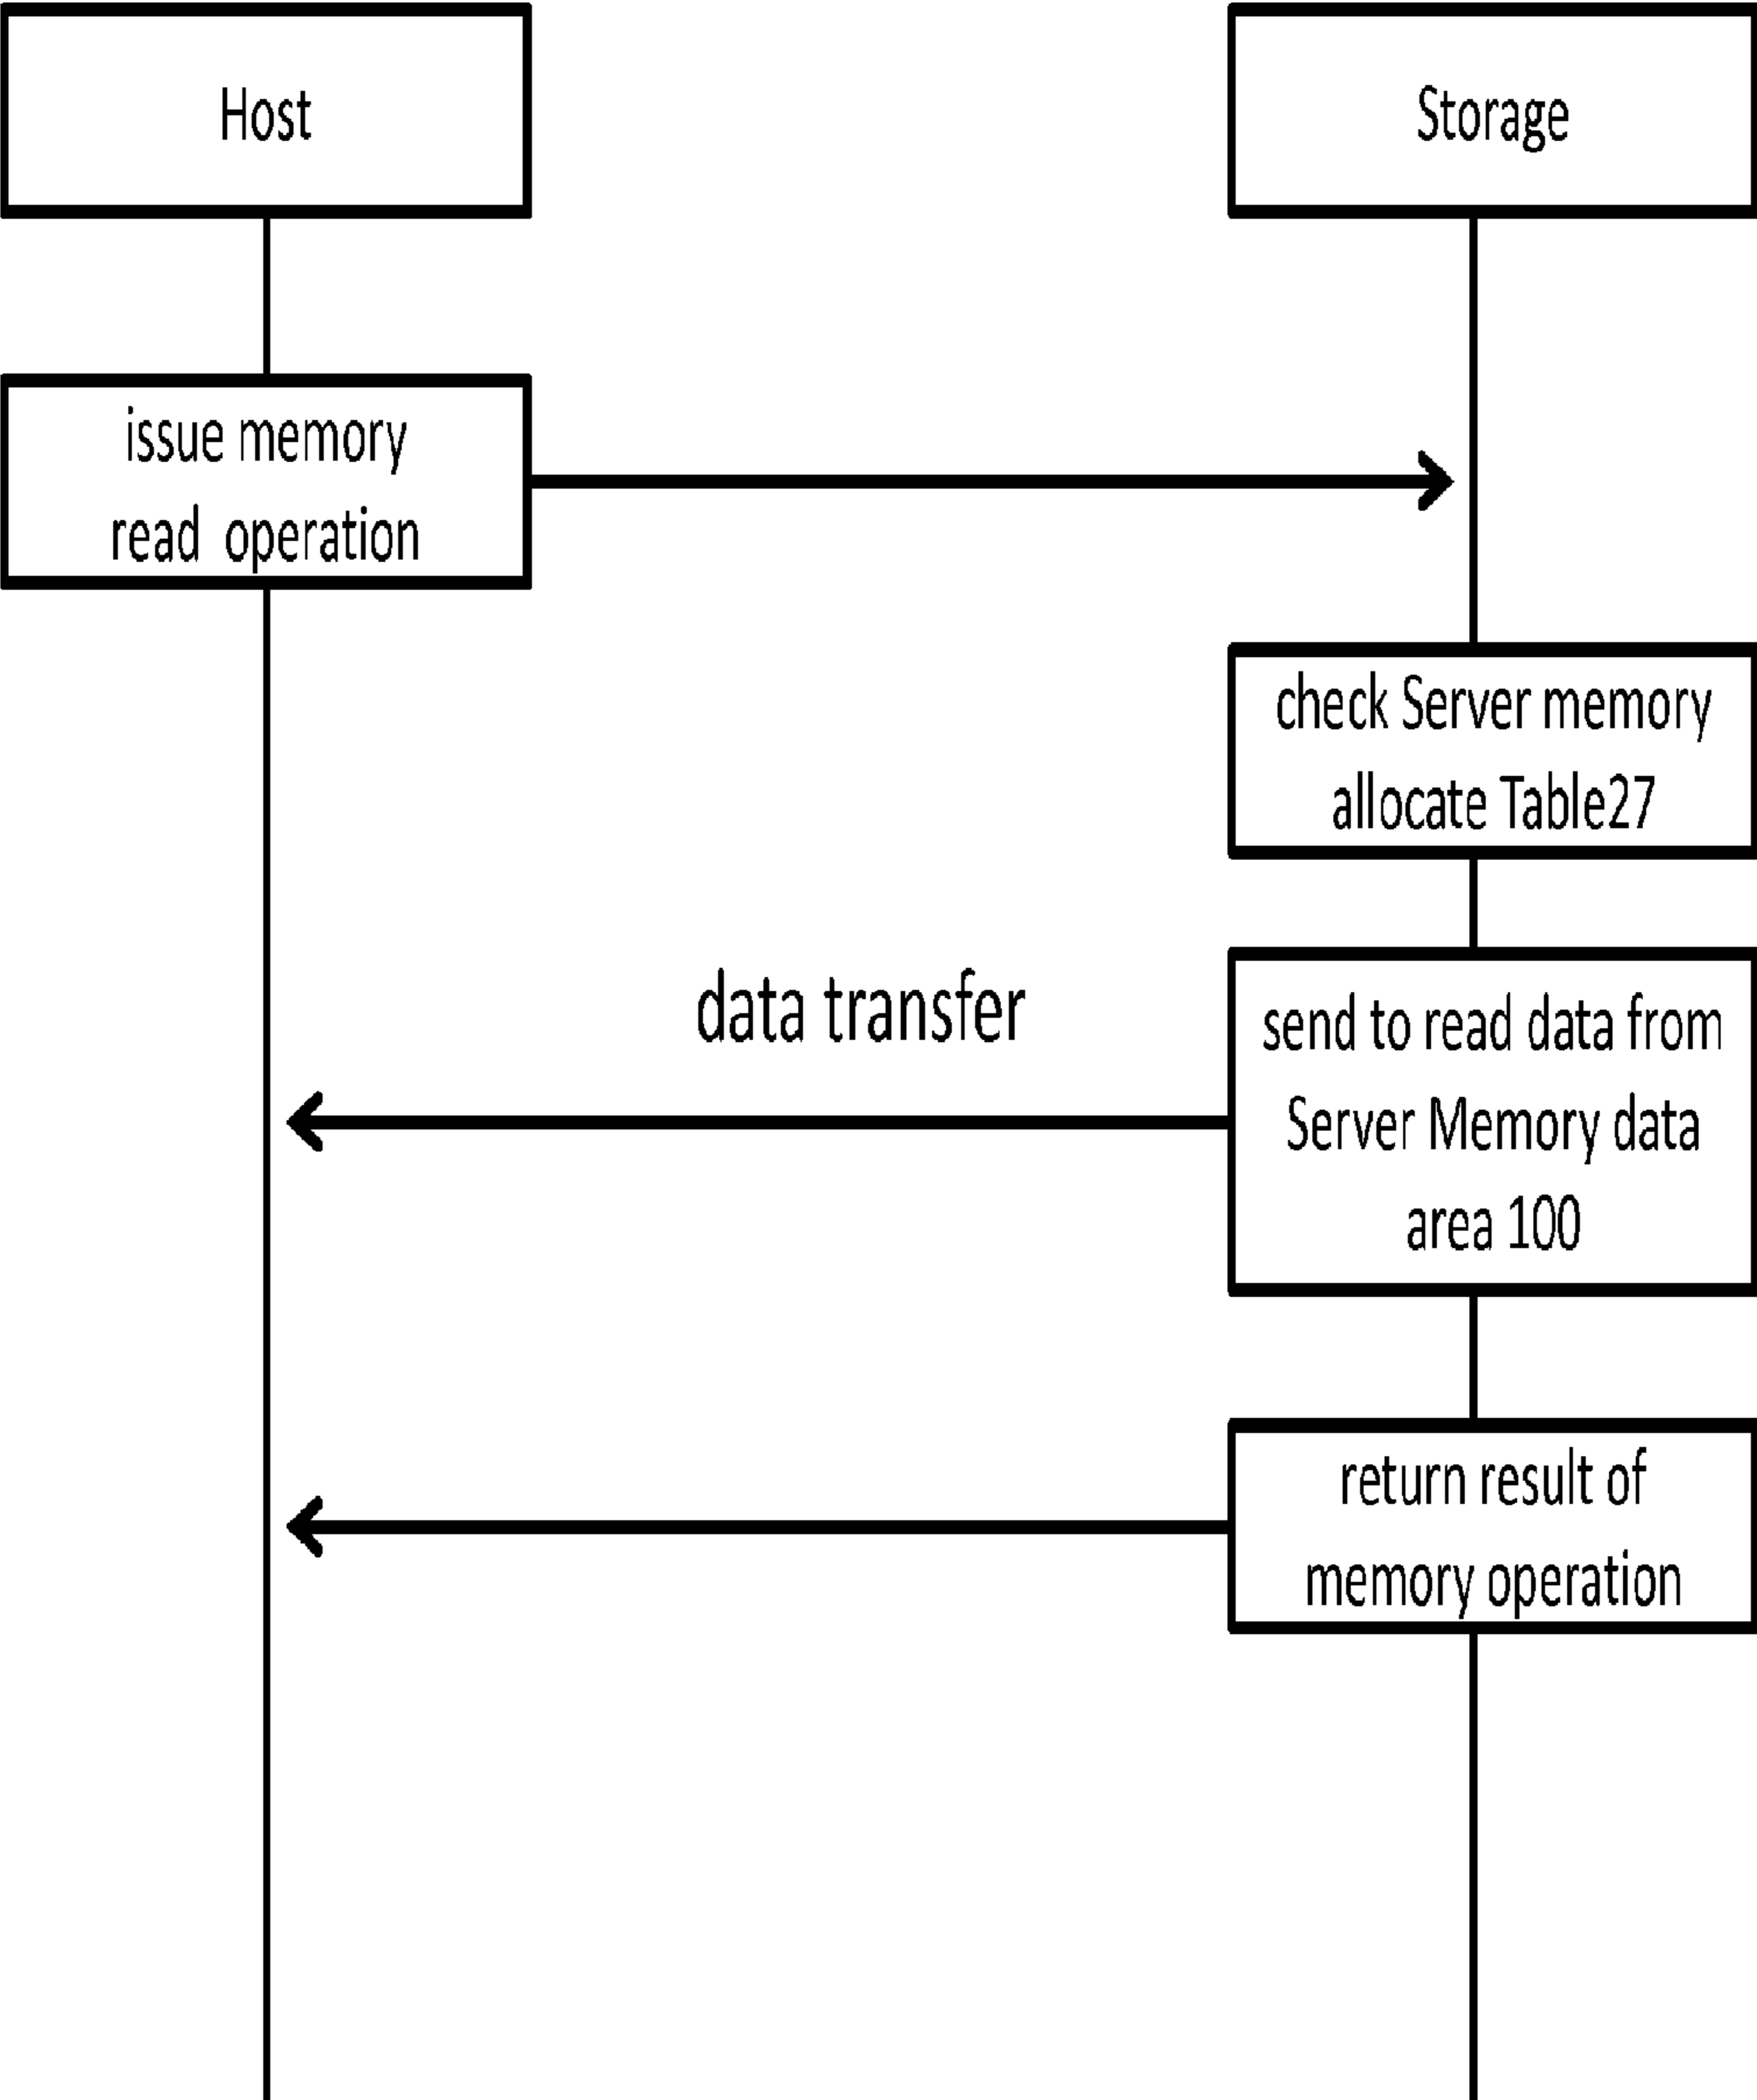 Host
Storage
issue memory
read operation
check Server memory
allocate Table27
data transfer
send to read data from
Server Memory data
area 100
return result of
memory operation